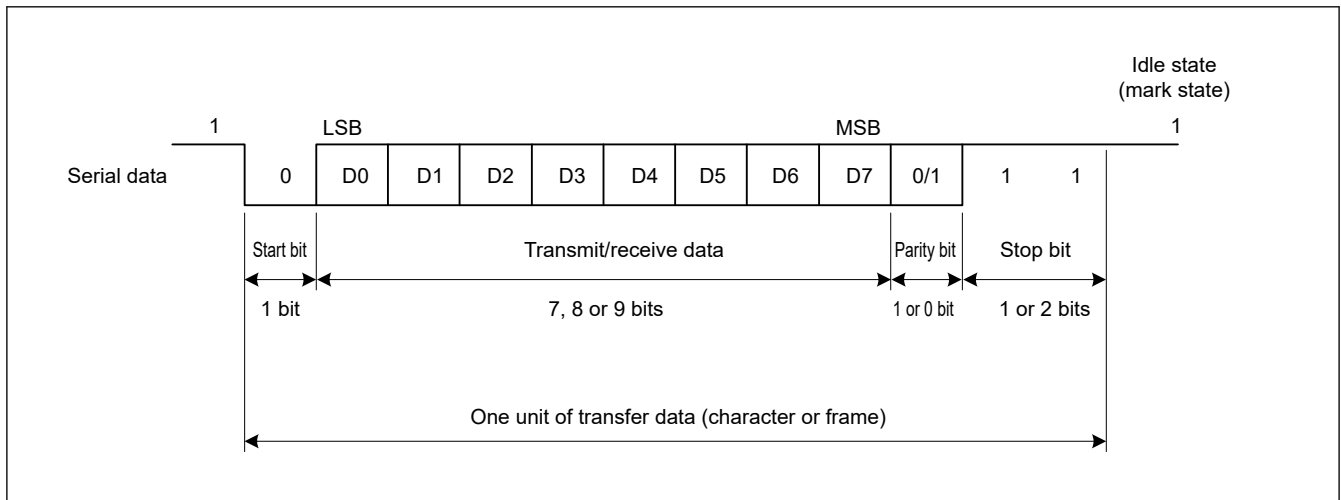 Idle state
(mark state)
1 LSB MSB 1
Serial data 0 D0 D1 D2 D3 D4 D5 D6 D7 0/1 1 1
Start bit Transmit/receive data Parity bit Stop bit
1 bit 7, 8 or 9 bits 1 or 0 bit 1 or 2 bits
One unit of transfer data (character or frame)